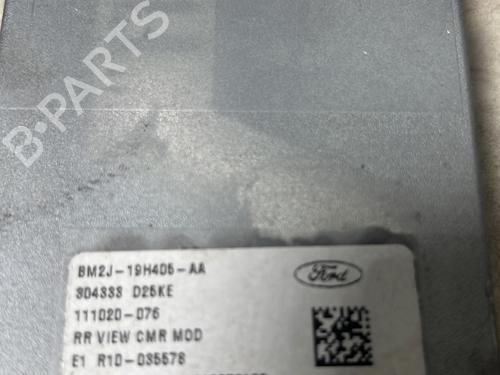 B-PARTS
BM2J-19H405-AA
Ford
304333 D25KE
111020-076
RR VIEW CMR MOD
E1 R10-035578